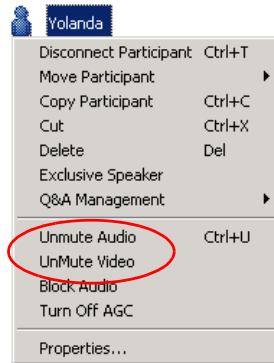 Yolanda
Disconnect Participant Ctrl+T
Move Participant
Copy Participant Ctrl+C
Cut Ctrl+X
Delete Del
Exclusive Speaker
Q&A Management
Unmute Audio Ctrl+U
UnMute Video
Block Audio
Turn Off AGC
Properties...